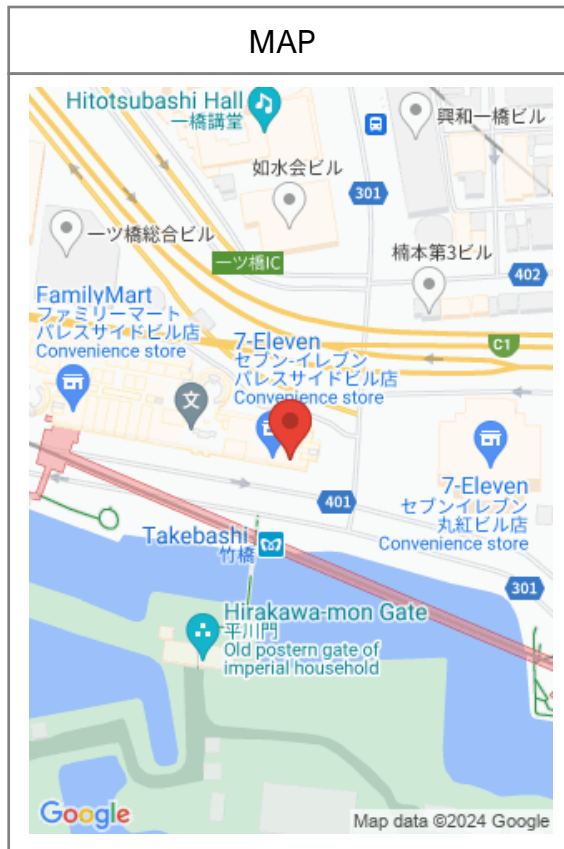 MAP
Hitotsubashi Hall
一橋講堂
興和一橋ビル
如水会ビル
301
一ツ橋総合ビル
一ツ橋IC
楠本第3ビル
402
FamilyMart
ファミリーマート
パレスサイドビル店
Convenience store
7-Eleven
セブン-イレブン
パレスサイドビル店
Convenience store
C1
文
7-Eleven
セブンイレブン
丸紅ビル店
Convenience store
401
Takebashi
竹橋
301
Hirakawa-mon Gate
平川門
Old postern gate of
imperial household
Google
Map data ©2024 Google